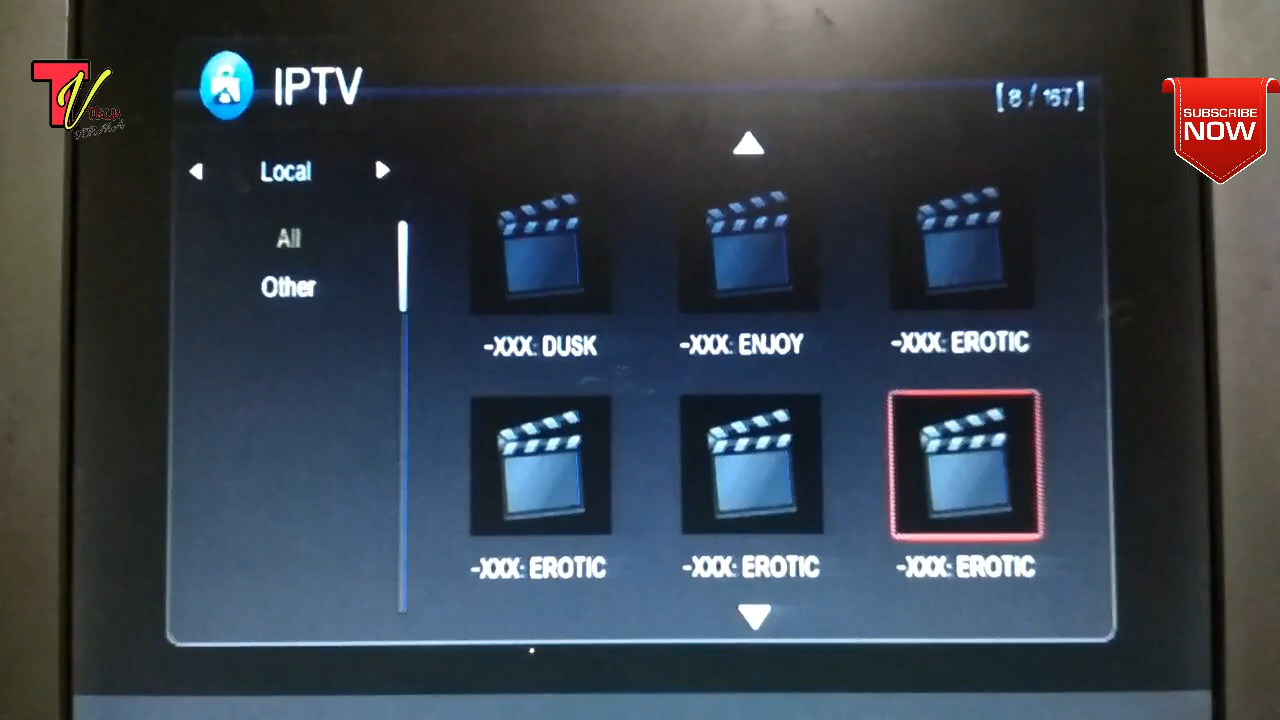 IPTV
[ 8 / 167 ]
SUBSCRIBE
NOW
Local
All
Other
-XXX: DUSK
-XXX: ENJOY
-XXX: EROTIC
-XXX: EROTIC
-XXX: EROTIC
-XXX: EROTIC